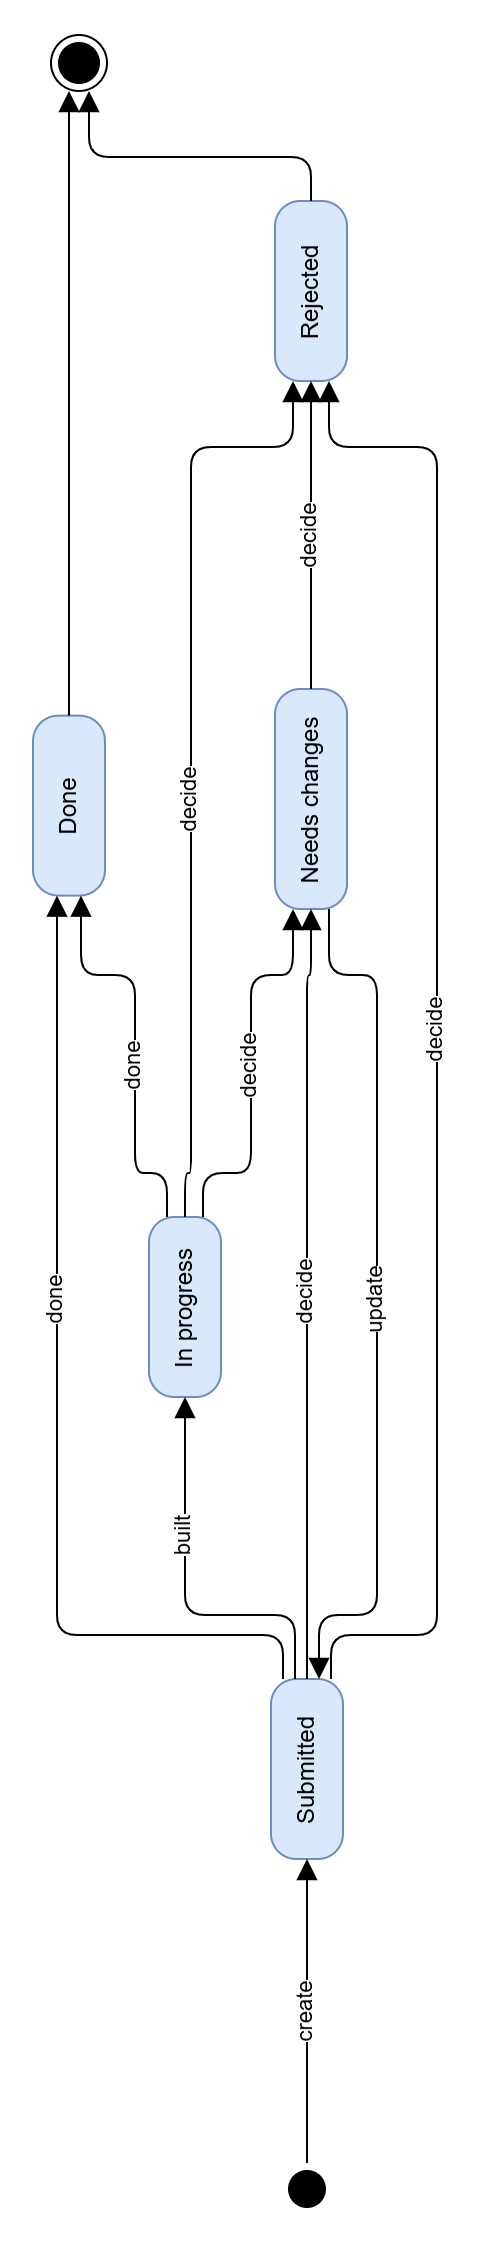 create
Submitted
done
built
decide
update
decide
In progress
done
decide
decide
Done
Needs changes
decide
Rejected